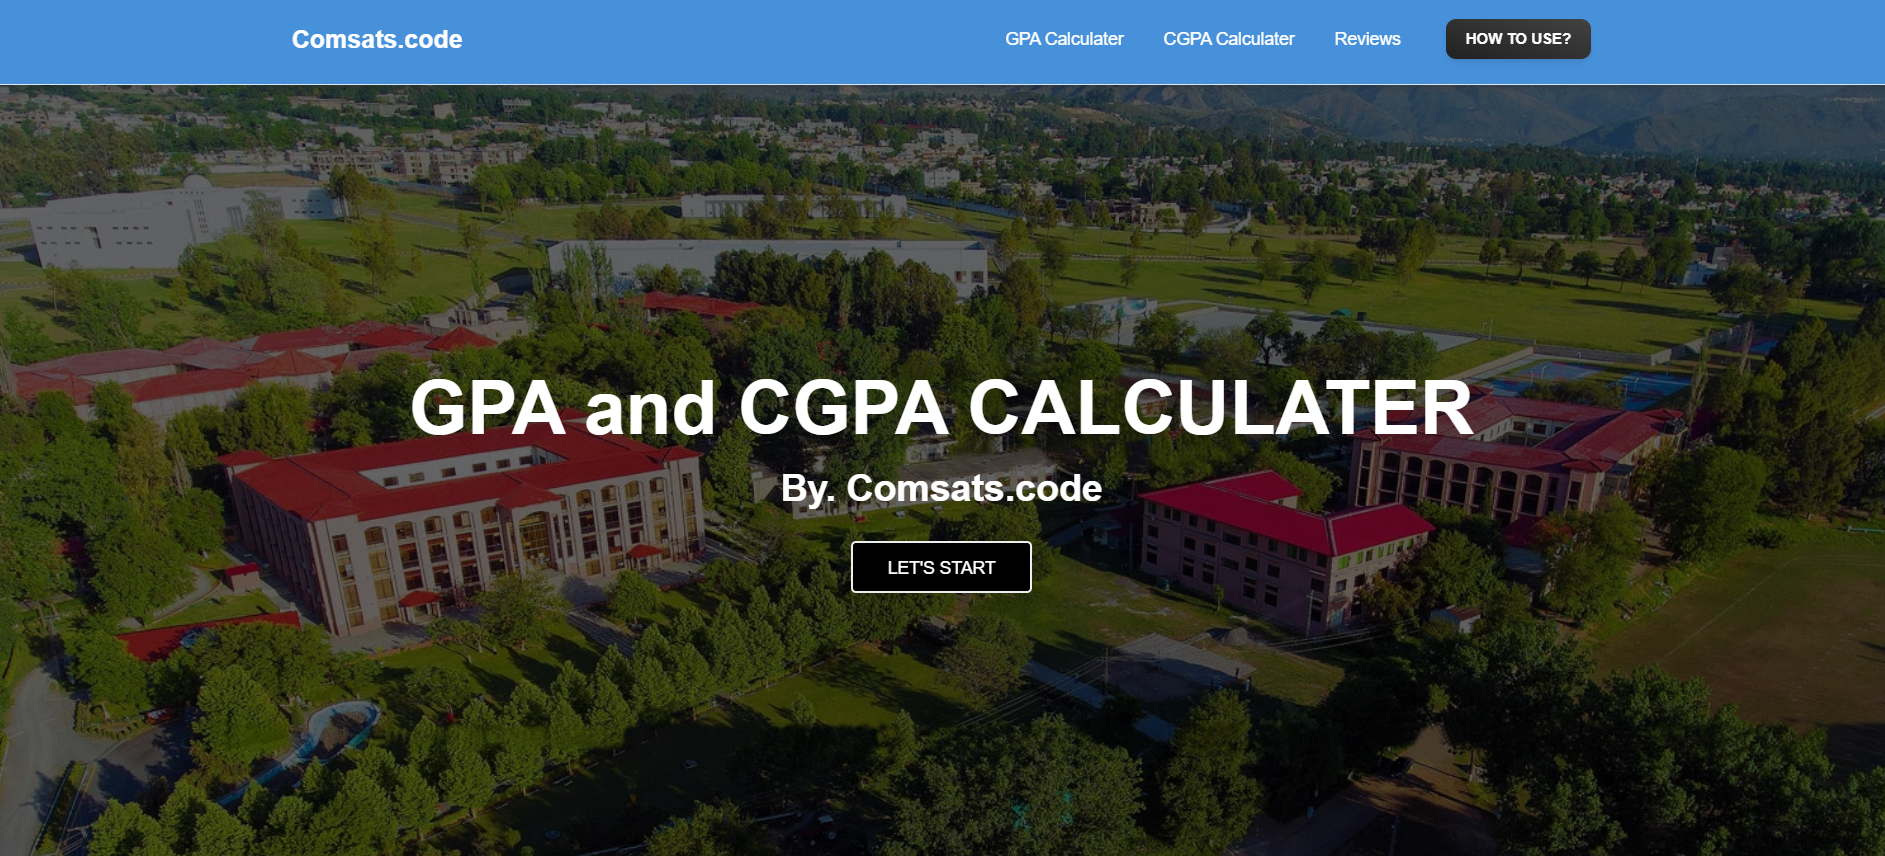 Comsats.code
GPA Calculater
CGPA Calculater
Reviews
HOW TO USE?
GPA and CGPA CALCULATER
By. Comsats.code
LET'S START